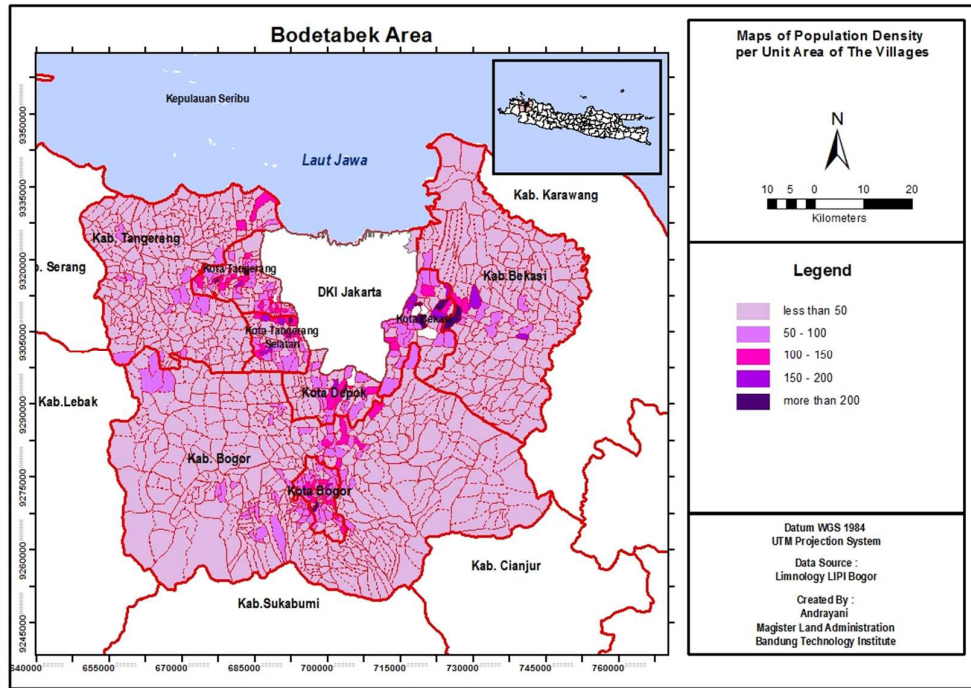 Bodetabek Area
Kepulauan Seribu
Laut Jawa
Kab. Karawang
Kab. Tangerang
b. Serang
Kota Tangerang
DKI Jakarta
Kab.Bekasi
Kota Bekasi
Kota Tangerang
Selatan
Kota Depok
Kab.Lebak
Kab. Bogor
Kota Bogor
Kab. Cianjur
Kab.Sukabumi
9350000
9335000
9320000
9305000
9290000
9275000
9260000
9245000
640000 655000 670000 685000 700000 715000 730000 745000 760000
Maps of Population Density
per Unit Area of The Villages
N
10 5 0 10 20
Kilometers
Legend
less than 50
50 - 100
100 - 150
150 - 200
more than 200
Datum WGS 1984
UTM Projection System
Data Source :
Limnology LIPI Bogor
Created By :
Andrayani
Magister Land Administration
Bandung Technology Institute